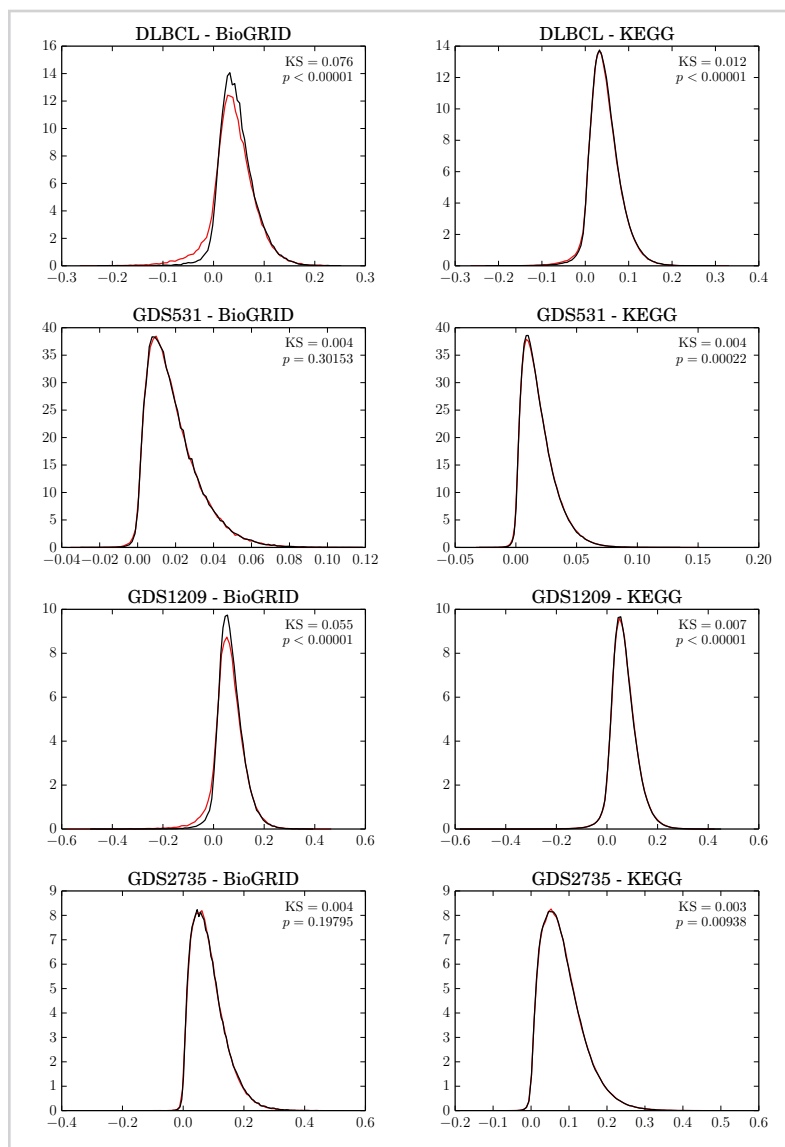 DLBCL - BioGRID
KS = 0.076
p < 0.00001
16
14
12
10
8
6
4
2
0
−0.3 −0.2 −0.1 0.0 0.1 0.2 0.3
DLBCL - KEGG
KS = 0.012
p < 0.00001
14
12
10
8
6
4
2
0
−0.3 −0.2 −0.1 0.0 0.1 0.2 0.3 0.4
GDS531 - BioGRID
KS = 0.004
p = 0.30153
40
35
30
25
20
15
10
5
0
−0.04 −0.02 0.00 0.02 0.04 0.06 0.08 0.10 0.12
GDS531 - KEGG
KS = 0.004
p = 0.00022
40
35
30
25
20
15
10
5
0
−0.05 0.00 0.05 0.10 0.15 0.20
GDS1209 - BioGRID
KS = 0.055
p < 0.00001
10
8
6
4
2
0
−0.6 −0.4 −0.2 0.0 0.2 0.4 0.6
GDS1209 - KEGG
KS = 0.007
p < 0.00001
10
8
6
4
2
0
−0.6 −0.4 −0.2 0.0 0.2 0.4 0.6
GDS2735 - BioGRID
KS = 0.004
p = 0.19795
9
8
7
6
5
4
3
2
1
0
−0.4 −0.2 0.0 0.2 0.4 0.6
GDS2735 - KEGG
KS = 0.003
p = 0.00938
9
8
7
6
5
4
3
2
1
0
−0.2 −0.1 0.0 0.1 0.2 0.3 0.4 0.5 0.6